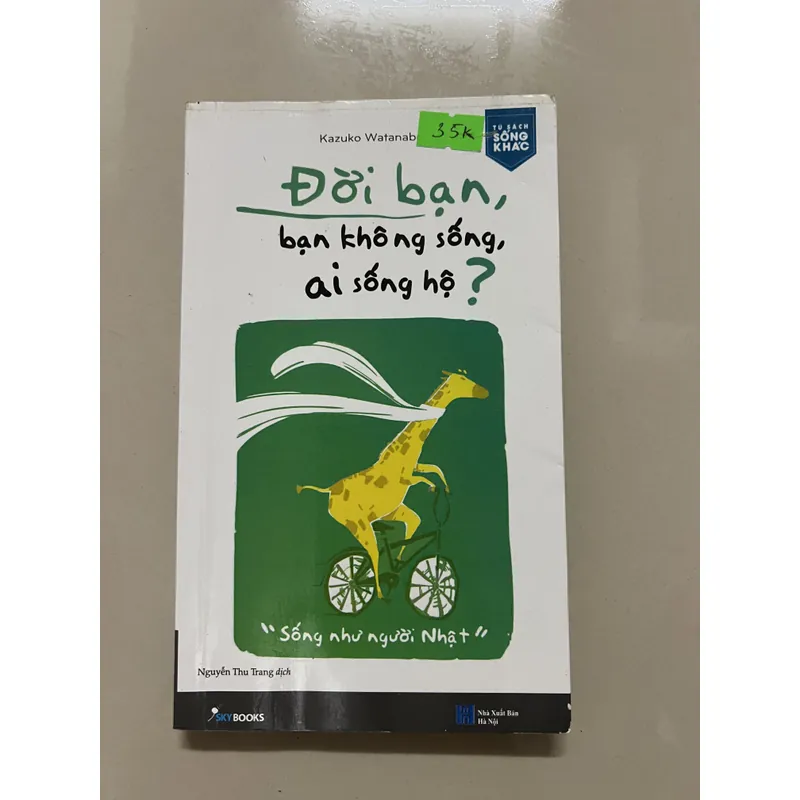 Kazuko
35K
TỦ SÁCH
SỐNG
KHÁC
Đời bạn,
bạn không sống,
ai sống hộ?
"Sống như người Nhật"
Nguyễn Thu Trang dịch
SKYBOOKS
Nhà Xuất Bản
Hà Nội